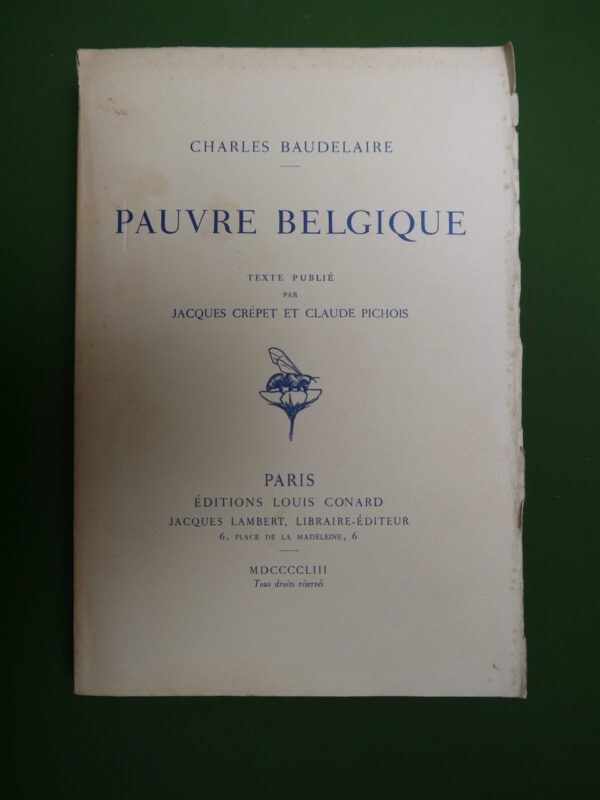 CHARLES BAUDELAIRE
PAUVRE BELGIQUE
TEXTE PUBLIÉ
PAR
JACQUES CRÉPET ET CLAUDE PICHOIS
PARIS
ÉDITIONS LOUIS CONARD
JACQUES LAMBERT, LIBRAIRE-ÉDITEUR
6, PLACE DE LA MADELEINE, 6
MDCCCCLIII
Tous droits réservés